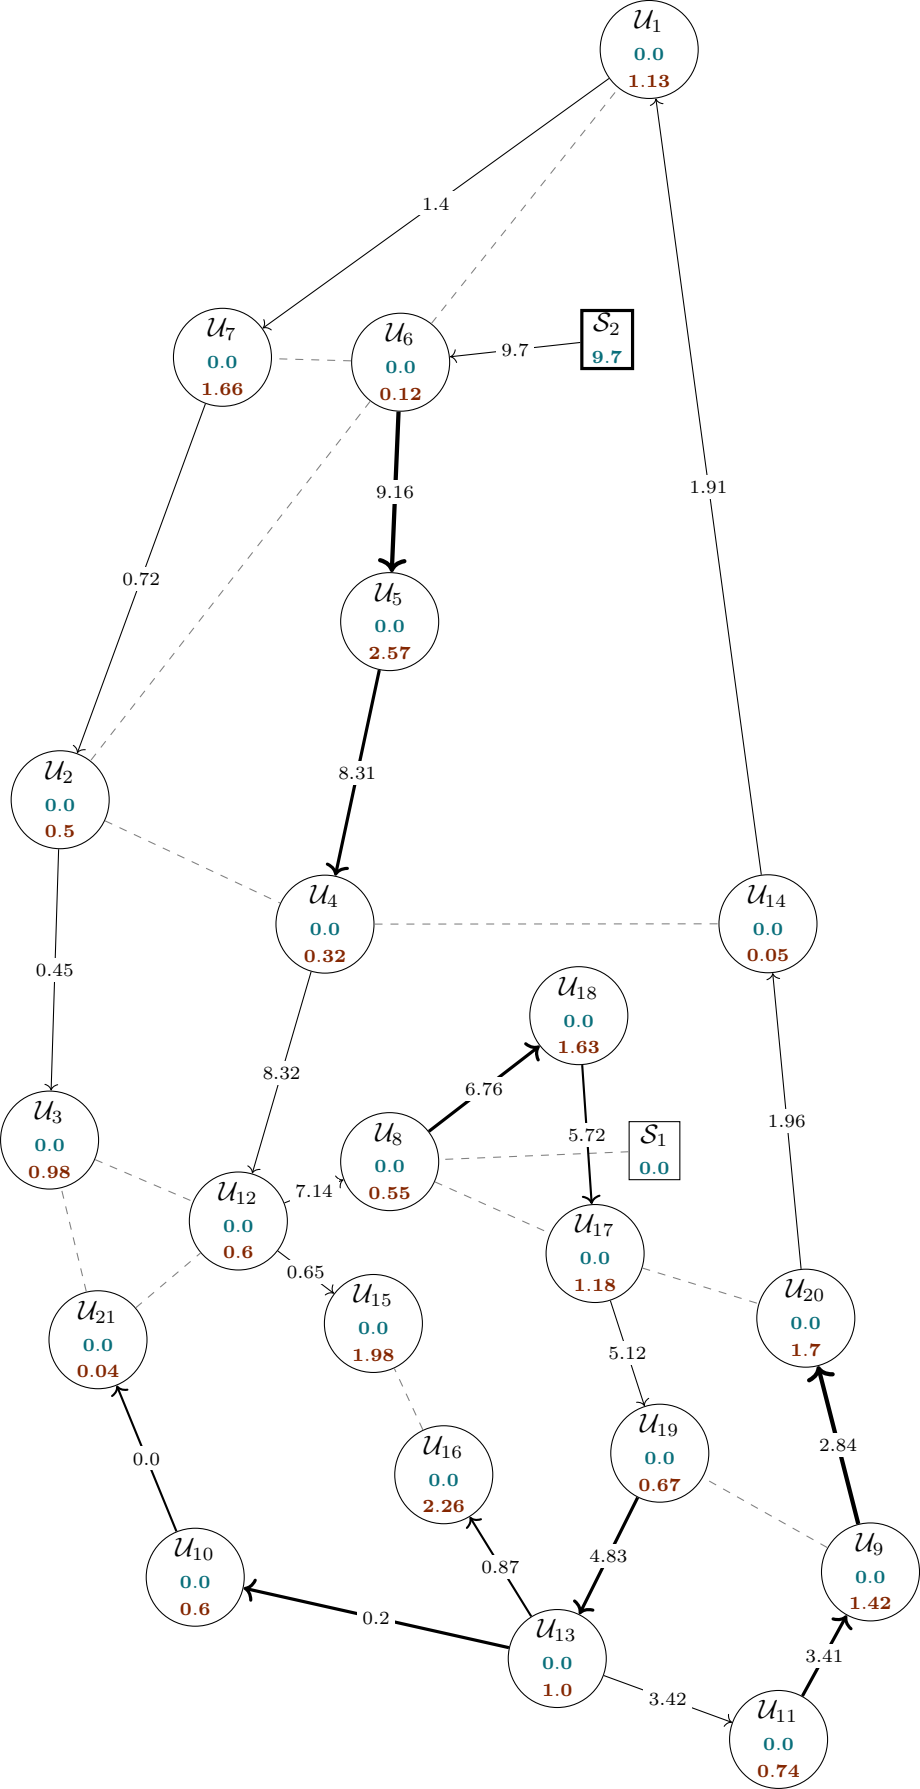 𝒰₁
0.0
1.13
1.4
𝒰₇
0.0
1.66
𝒰₆
0.0
0.12
9.7
𝒮₂
9.7
9.16
1.91
0.72
𝒰₅
0.0
2.57
8.31
𝒰₂
0.0
0.5
𝒰₄
0.0
0.32
𝒰₁₄
0.0
0.05
0.45
𝒰₁₈
0.0
1.63
8.32
6.76
𝒰₃
0.0
0.98
𝒰₈
0.0
0.55
5.72
𝒮₁
0.0
1.96
𝒰₁₂
0.0
0.6
7.14
𝒰₁₇
0.0
1.18
0.65
𝒰₂₁
0.0
0.04
𝒰₁₅
0.0
1.98
𝒰₂₀
0.0
1.7
5.12
0.0
𝒰₁₆
0.0
2.26
𝒰₁₉
0.0
0.67
2.84
𝒰₁₀
0.0
0.6
0.87
4.83
𝒰₉
0.0
1.42
0.2
𝒰₁₃
0.0
1.0
3.41
3.42
𝒰₁₁
0.0
0.74